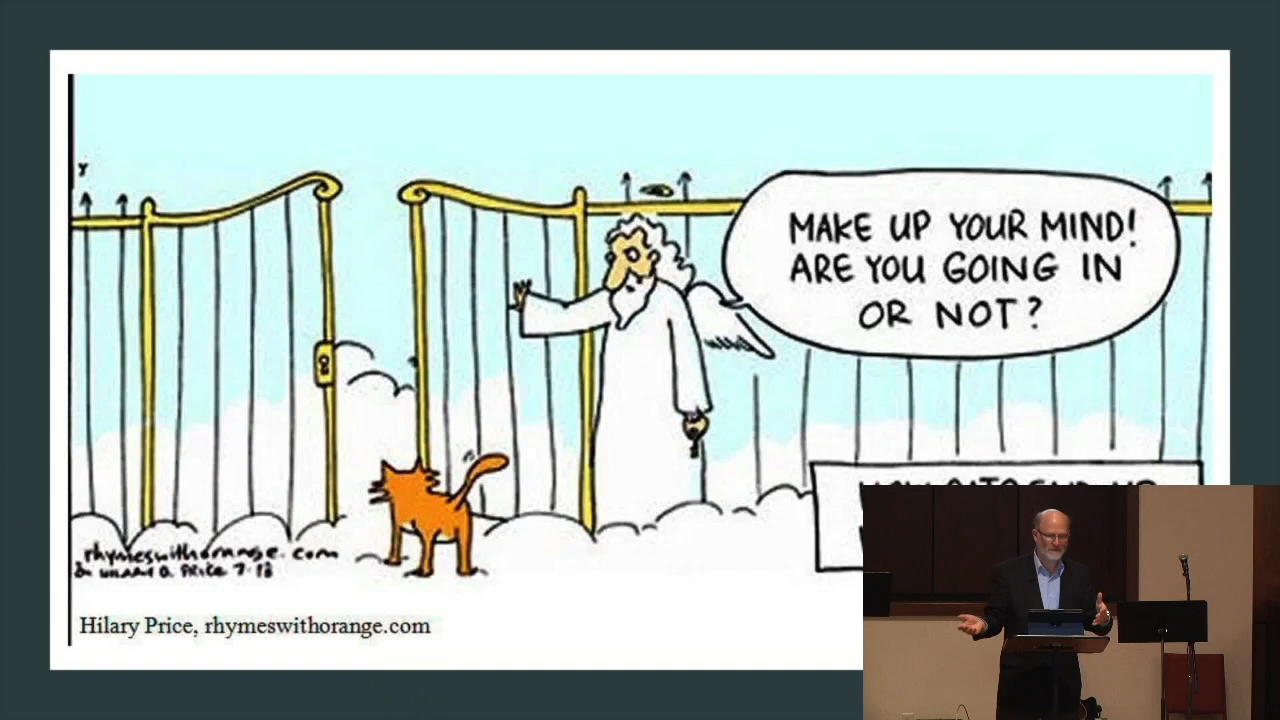 MAKE UP YOUR MIND!
ARE YOU GOING IN
OR NOT?
rhymeswithorange.com
Hilary Price, rhymeswithorange.com